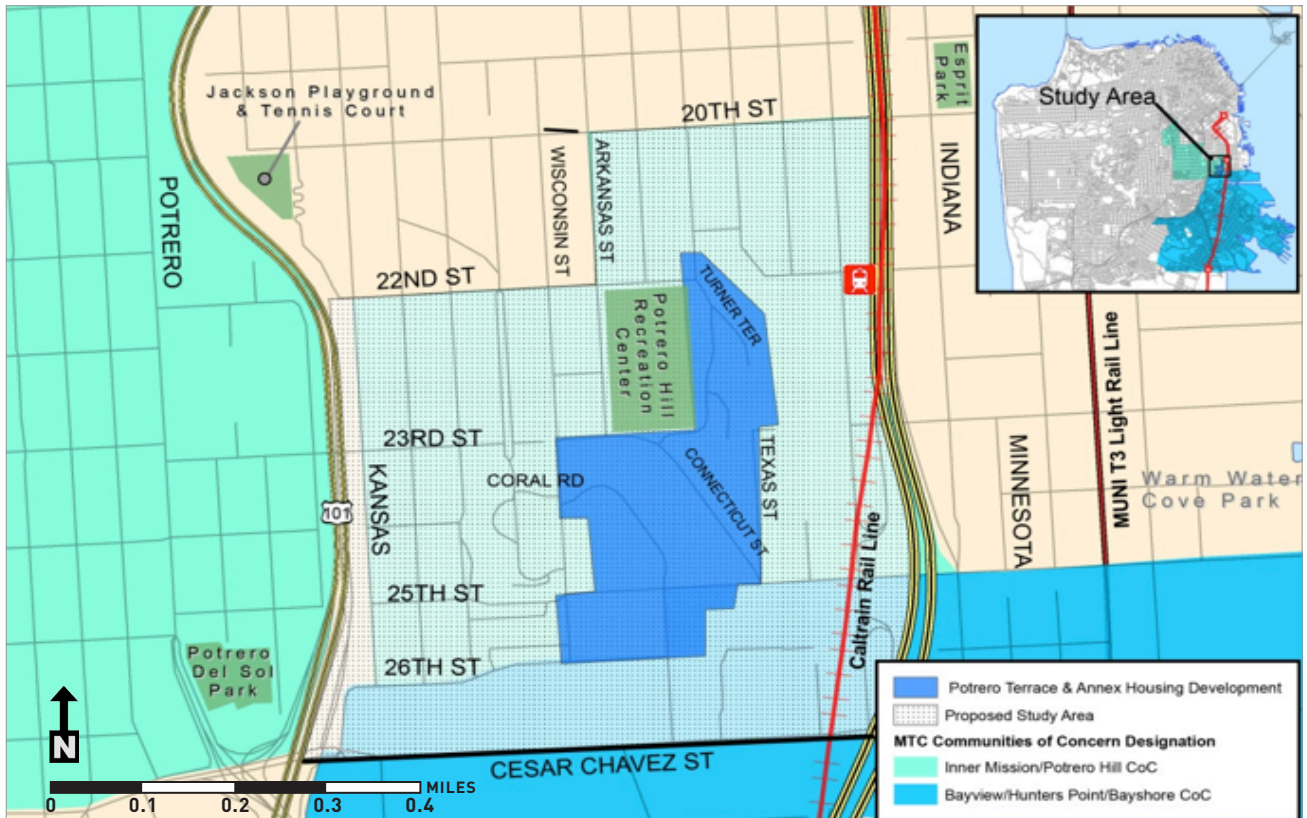 Jackson Playground
& Tennis Court
Esprit
Park
Study Area
20TH ST
POTRERO
WISCONSIN ST
ARKANSAS ST
INDIANA
22ND ST
TURNER TER
Potrero Hill
Recreation
Center
MUNI T3 Light Rail Line
23RD ST
KANSAS
101
CORAL RD
CONNECTICUT ST
TEXAS ST
MINNESOTA
Warm Water
Cove Park
25TH ST
Caltrain Rail Line
26TH ST
Potrero
Del Sol
Park
N
CESAR CHAVEZ ST
MILES
0 0.1 0.2 0.3 0.4
Potrero Terrace & Annex Housing Development
Proposed Study Area
MTC Communities of Concern Designation
Inner Mission/Potrero Hill CoC
Bayview/Hunters Point/Bayshore CoC